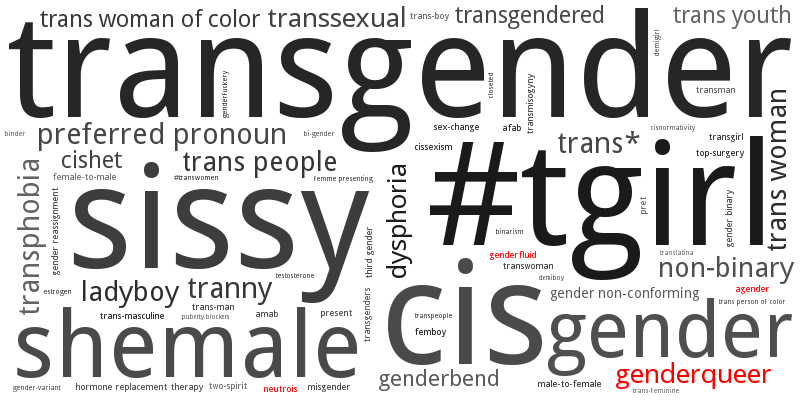 trans woman of color
transsexual
trans-boy
transgendered
trans youth
transgender
demigirl
genderfuckery
closeted
transmisogyny
transman
binder
preferred pronoun
bi-gender
sex-change
afab
cisnormativity
transgirl
trans*
top-surgery
cishet
trans people
cissexism
female-to-male
#transwomen
Femme presenting
transphobia
gender reassignment
sissy
#tgirl
dysphoria
pret
gender binary
trans woman
third gender
binarism
genderfluid
transwoman
translatina
non-binary
testosterone
demiboy
estrogen
ladyboy
tranny
trans-man
cis
gender non-conforming
agender
trans person of color
trans-masculine
puberty blockers
amab
present
transgenders
transpeople
femboy
shemale
gender
genderbend
genderqueer
gender-variant
hormone replacement therapy
two-spirit
neutrois
misgender
male-to-female
trans-Feminine